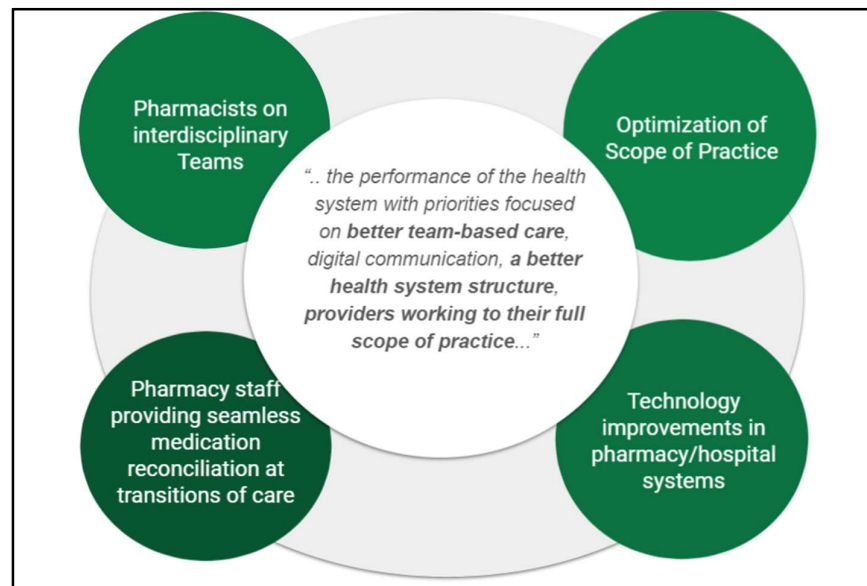 Pharmacists on
interdisciplinary
Teams
Optimization of
Scope of Practice
“.. the performance of the health
system with priorities focused
on better team-based care,
digital communication, a better
health system structure,
providers working to their full
scope of practice...”
Pharmacy staff
providing seamless
medication
reconciliation at
transitions of care
Technology
improvements in
pharmacy/hospital
systems